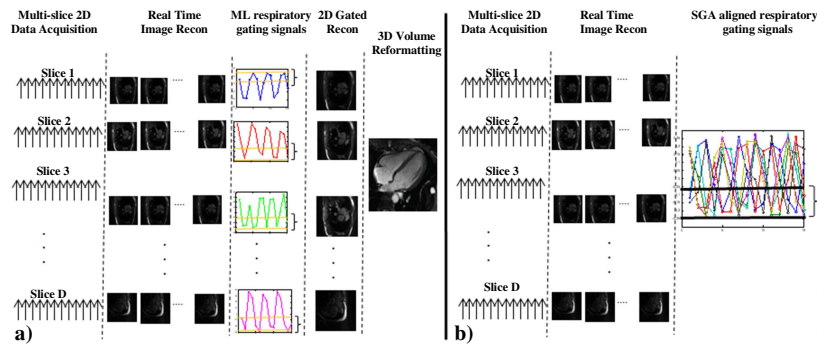 Multi-slice 2D
Data Acquisition
Real Time
Image Recon
ML respiratory
gating signals
2D Gated
Recon
3D Volume
Reformatting
Slice 1
Slice 2
Slice 3
Slice D
a)
Multi-slice 2D
Data Acquisition
Real Time
Image Recon
SGA aligned respiratory
gating signals
Slice 1
Slice 2
Slice 3
Slice D
b)